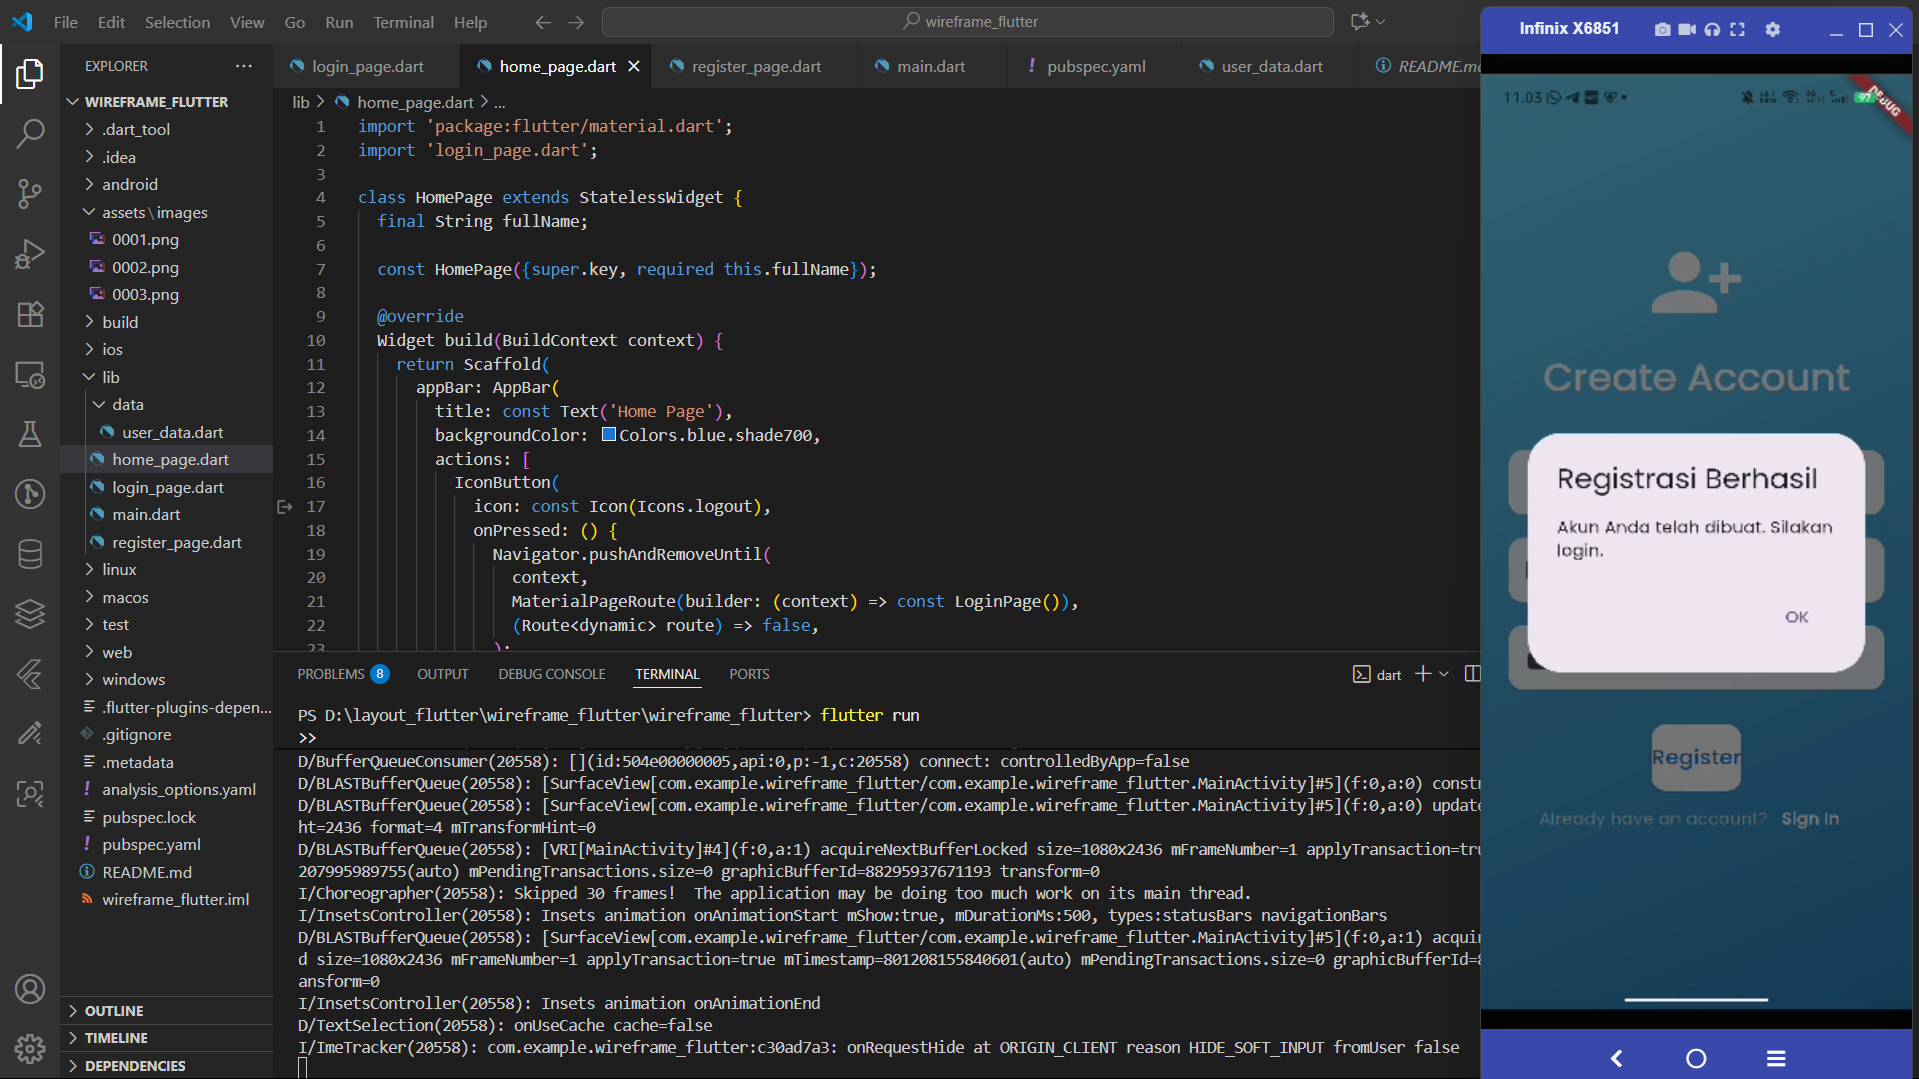 File Edit Selection View Go Run Terminal Help
wireframe_flutter
EXPLORER
WIREFRAME_FLUTTER
.dart_tool
.idea
android
assets\images
0001.png
0002.png
0003.png
build
ios
lib
data
user_data.dart
home_page.dart
login_page.dart
main.dart
register_page.dart
linux
macos
test
web
windows
.flutter-plugins-depen...
.gitignore
.metadata
analysis_options.yaml
pubspec.lock
pubspec.yaml
README.md
wireframe_flutter.iml
OUTLINE
TIMELINE
DEPENDENCIES
login_page.dart home_page.dart register_page.dart main.dart pubspec.yaml user_data.dart README.md
lib > home_page.dart > ...
1 import 'package:flutter/material.dart';
2 import 'login_page.dart';
3
4 class HomePage extends StatelessWidget {
5 final String fullName;
6
7 const HomePage({super.key, required this.fullName});
8
9 @override
10 Widget build(BuildContext context) {
11 return Scaffold(
12 appBar: AppBar(
13 title: const Text('Home Page'),
14 backgroundColor: Colors.blue.shade700,
15 actions: [
16 IconButton(
17 icon: const Icon(Icons.logout),
18 onPressed: () {
19 Navigator.pushAndRemoveUntil(
20 context,
21 MaterialPageRoute(builder: (context) => const LoginPage()),
22 (Route<dynamic> route) => false,
23 );
PROBLEMS 8 OUTPUT DEBUG CONSOLE TERMINAL PORTS
dart
PS D:\layout_flutter\wireframe_flutter\wireframe_flutter> flutter run
>>
D/BufferQueueConsumer(20558): [](id:504e00000005,api:0,p:-1,c:20558) connect: controlledByApp=false
D/BLASTBufferQueue(20558): [SurfaceView[com.example.wireframe_flutter/com.example.wireframe_flutter.MainActivity]#5](f:0,a:0) constr
D/BLASTBufferQueue(20558): [SurfaceView[com.example.wireframe_flutter/com.example.wireframe_flutter.MainActivity]#5](f:0,a:0) update
ht=2436 format=4 mTransformHint=0
D/BLASTBufferQueue(20558): [VRI[MainActivity]#4](f:0,a:1) acquireNextBufferLocked size=1080x2436 mFrameNumber=1 applyTransaction=tru
207995989755(auto) mPendingTransactions.size=0 graphicBufferId=88295937671193 transform=0
I/Choreographer(20558): Skipped 30 frames!  The application may be doing too much work on its main thread.
I/InsetsController(20558): Insets animation onAnimationStart mShow:true, mDurationMs:500, types:statusBars navigationBars
D/BLASTBufferQueue(20558): [SurfaceView[com.example.wireframe_flutter/com.example.wireframe_flutter.MainActivity]#5](f:0,a:1) acqui
d size=1080x2436 mFrameNumber=1 applyTransaction=true mTimestamp=801208155840601(auto) mPendingTransactions.size=0 graphicBufferId=8
ansform=0
I/InsetsController(20558): Insets animation onAnimationEnd
D/TextSelection(20558): onUseCache cache=false
I/ImeTracker(20558): com.example.wireframe_flutter:c30ad7a3: onRequestHide at ORIGIN_CLIENT reason HIDE_SOFT_INPUT fromUser false
Infinix X6851
11.03
97
DEBUG
Create Account
Registrasi Berhasil
Akun Anda telah dibuat. Silakan
login.
OK
Register
Already have an account? Sign In